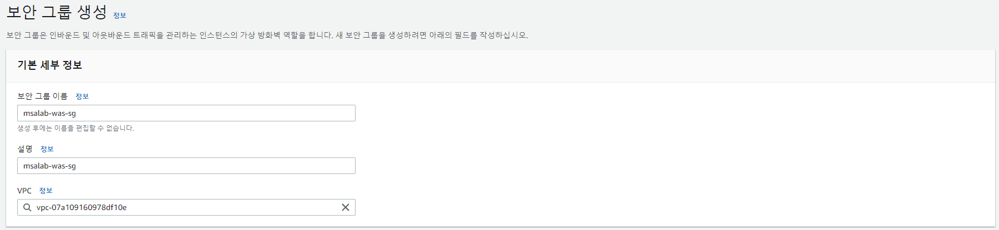 보안 그룹 생성 정보
보안 그룹은 인바운드 및 아웃바운드 트래픽을 관리하는 인스턴스의 가상 방화벽 역할을 합니다. 새 보안 그룹을 생성하려면 아래의 필드를 작성하십시오.
기본 세부 정보
보안 그룹 이름 정보
msalab-was-sg
생성 후에는 이름을 편집할 수 없습니다.
설명 정보
msalab-was-sg
VPC 정보
vpc-07a109160978df10e